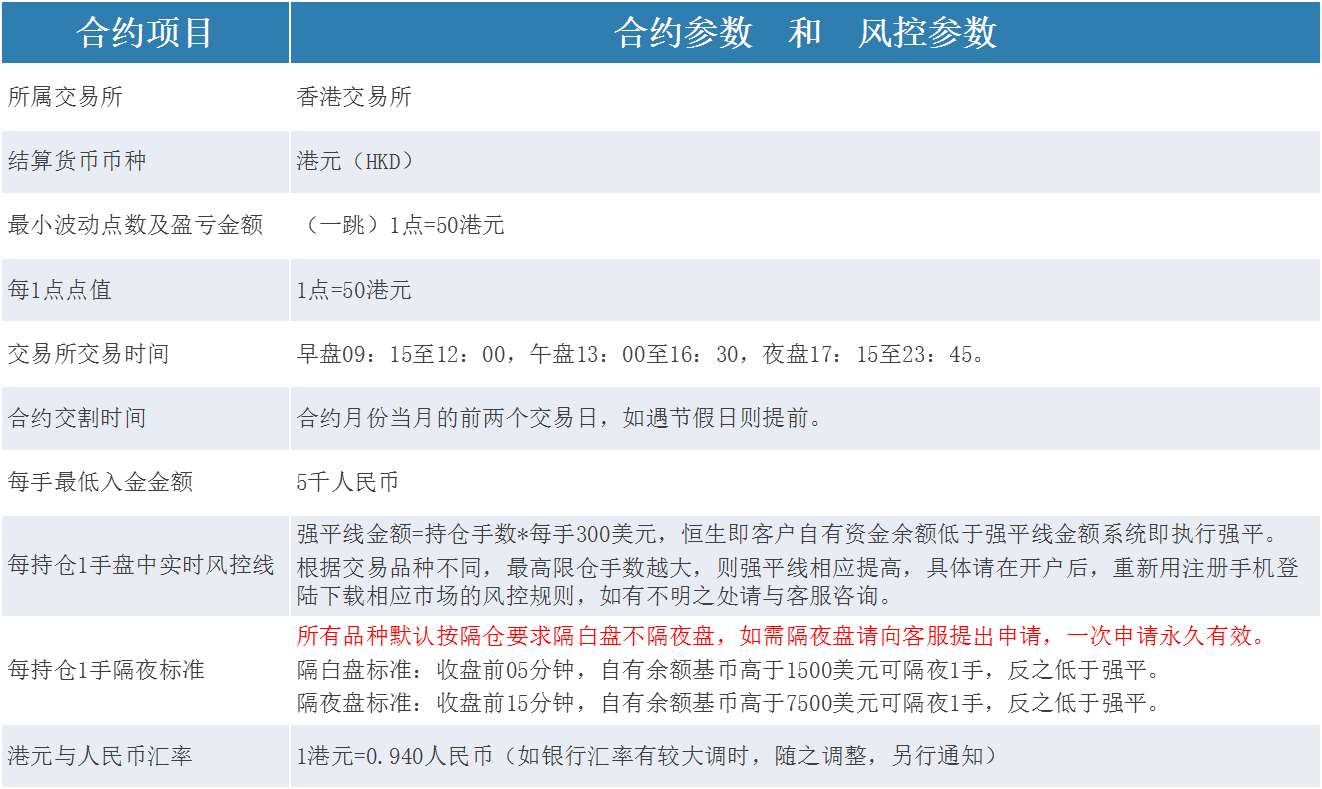 合约项目
合约参数 和 风控参数
所属交易所
香港交易所
结算货币币种
港元（HKD）
最小波动点数及盈亏金额
（一跳）1点=50港元
每1点点值
1点=50港元
交易所交易时间
早盘09：15至12：00，午盘13：00至16：30，夜盘17：15至23：45。
合约交割时间
合约月份当月的前两个交易日，如遇节假日则提前。
每手最低入金金额
5千人民币
每持仓1手盘中实时风控线
强平线金额=持仓手数*每手300美元，恒生即客户自有资金余额低于强平线金额系统即执行强平。
根据交易品种不同，最高限仓手数越大，则强平线相应提高，具体请在开户后，重新用注册手机登
陆下载相应市场的风控规则，如有不明之处请与客服咨询。
每持仓1手隔夜标准
所有品种默认按隔仓要求隔白盘不隔夜盘，如需隔夜盘请向客服提出申请，一次申请永久有效。
隔白盘标准：收盘前05分钟，自有余额基币高于1500美元可隔夜1手，反之低于强平。
隔夜盘标准：收盘前15分钟，自有余额基币高于7500美元可隔夜1手，反之低于强平。
港元与人民币汇率
1港元=0.940人民币（如银行汇率有较大调时，随之调整，另行通知）